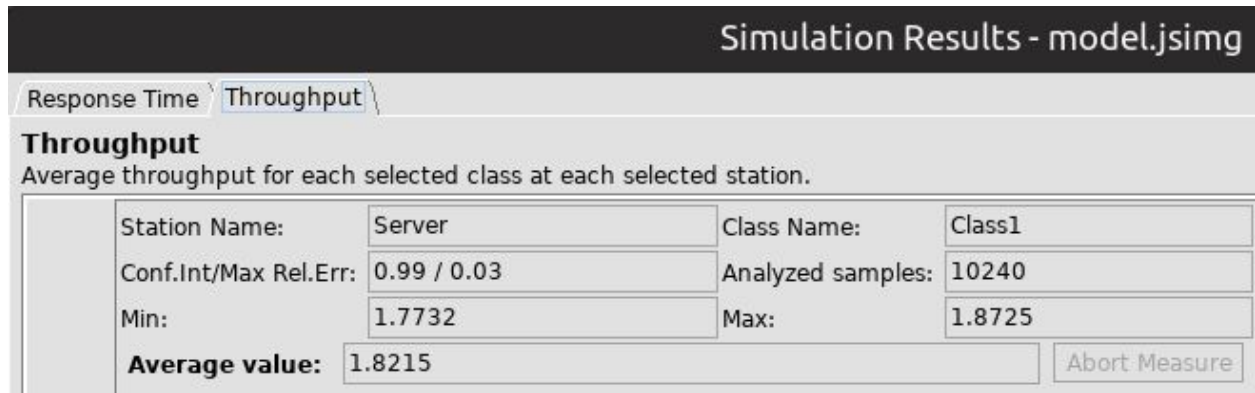 Simulation Results - model.jsimg
Response Time Throughput
Throughput
Average throughput for each selected class at each selected station.
Station Name: Server Class Name: Class1
Conf.Int/Max Rel.Err: 0.99 / 0.03 Analyzed samples: 10240
Min: 1.7732 Max: 1.8725
Average value: 1.8215 Abort Measure